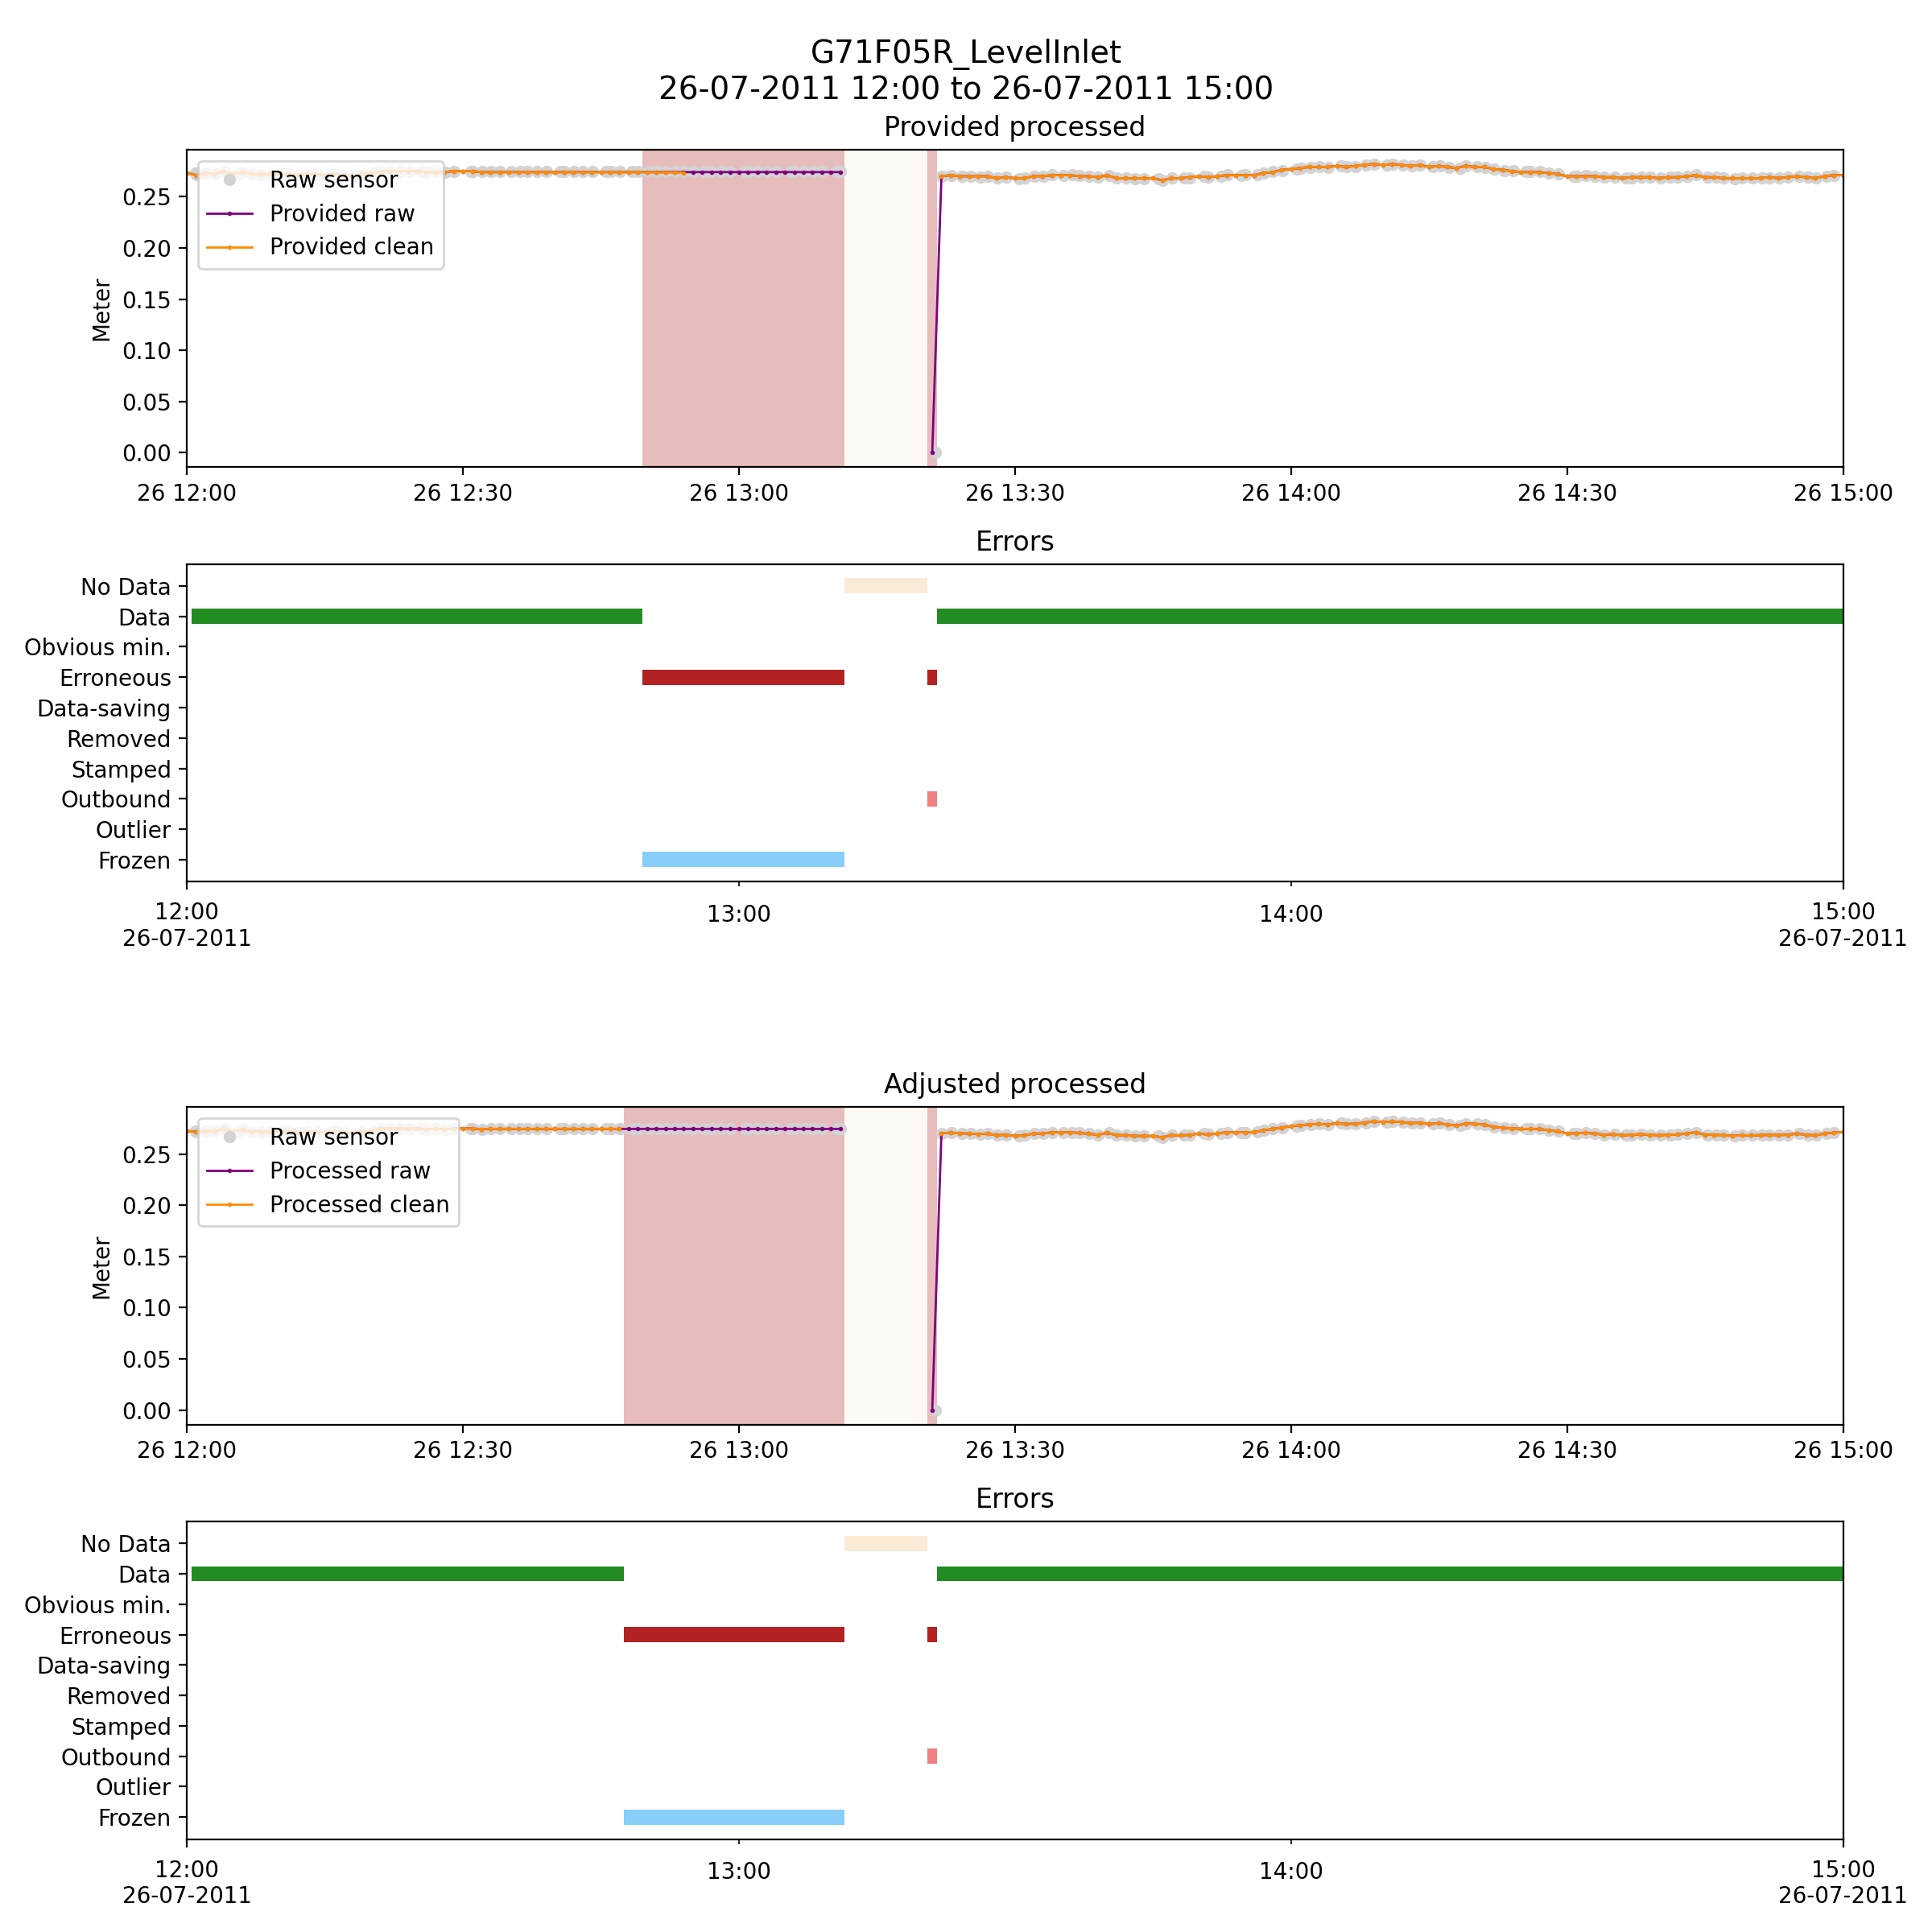 G71F05R_LevelInlet
26-07-2011 12:00 to 26-07-2011 15:00
Provided processed
Raw sensor
Provided raw
Provided clean
Meter
0.25
0.20
0.15
0.10
0.05
0.00
26 12:00 26 12:30 26 13:00 26 13:30 26 14:00 26 14:30 26 15:00
Errors
No Data
Data
Obvious min.
Erroneous
Data-saving
Removed
Stamped
Outbound
Outlier
Frozen
12:00 13:00 14:00 15:00
26-07-2011 26-07-2011
Adjusted processed
Raw sensor
Processed raw
Processed clean
Meter
0.25
0.20
0.15
0.10
0.05
0.00
26 12:00 26 12:30 26 13:00 26 13:30 26 14:00 26 14:30 26 15:00
Errors
No Data
Data
Obvious min.
Erroneous
Data-saving
Removed
Stamped
Outbound
Outlier
Frozen
12:00 13:00 14:00 15:00
26-07-2011 26-07-2011